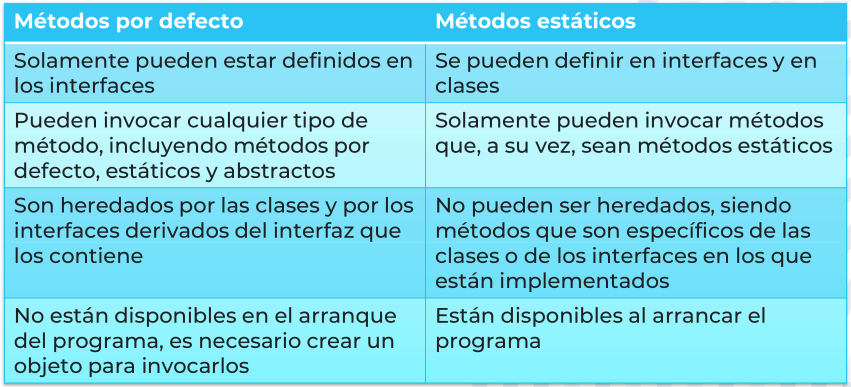 Métodos por defecto
Métodos estáticos
Solamente pueden estar definidos en
los interfaces
Se pueden definir en interfaces y en
clases
Pueden invocar cualquier tipo de
método, incluyendo métodos por
defecto, estáticos y abstractos
Solamente pueden invocar métodos
que, a su vez, sean métodos estáticos
Son heredados por las clases y por los
interfaces derivados del interfaz que
los contiene
No pueden ser heredados, siendo
métodos que son específicos de las
clases o de los interfaces en los que
están implementados
No están disponibles en el arranque
del programa, es necesario crear un
objeto para invocarlos
Están disponibles al arrancar el
programa